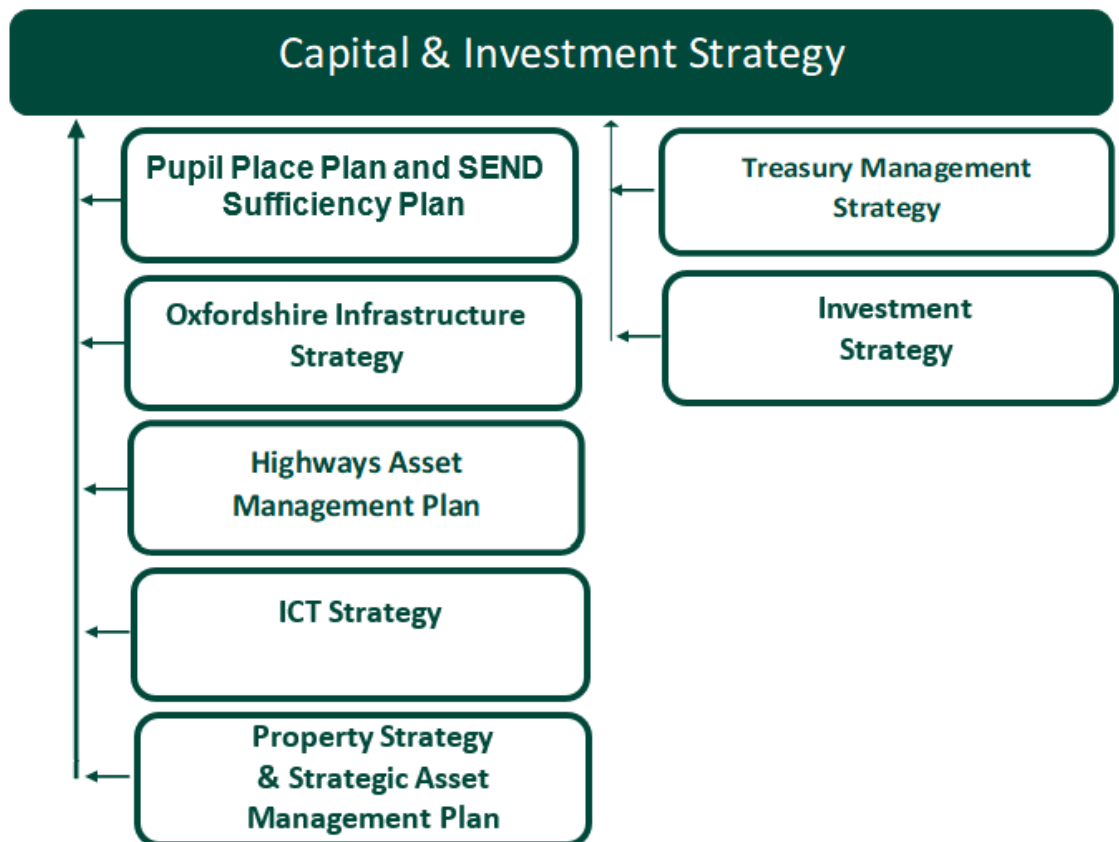 Capital & Investment Strategy
Pupil Place Plan and SEND
Sufficiency Plan
Oxfordshire Infrastructure
Strategy
Highways Asset
Management Plan
ICT Strategy
Property Strategy
& Strategic Asset
Management Plan
Treasury Management
Strategy
Investment
Strategy